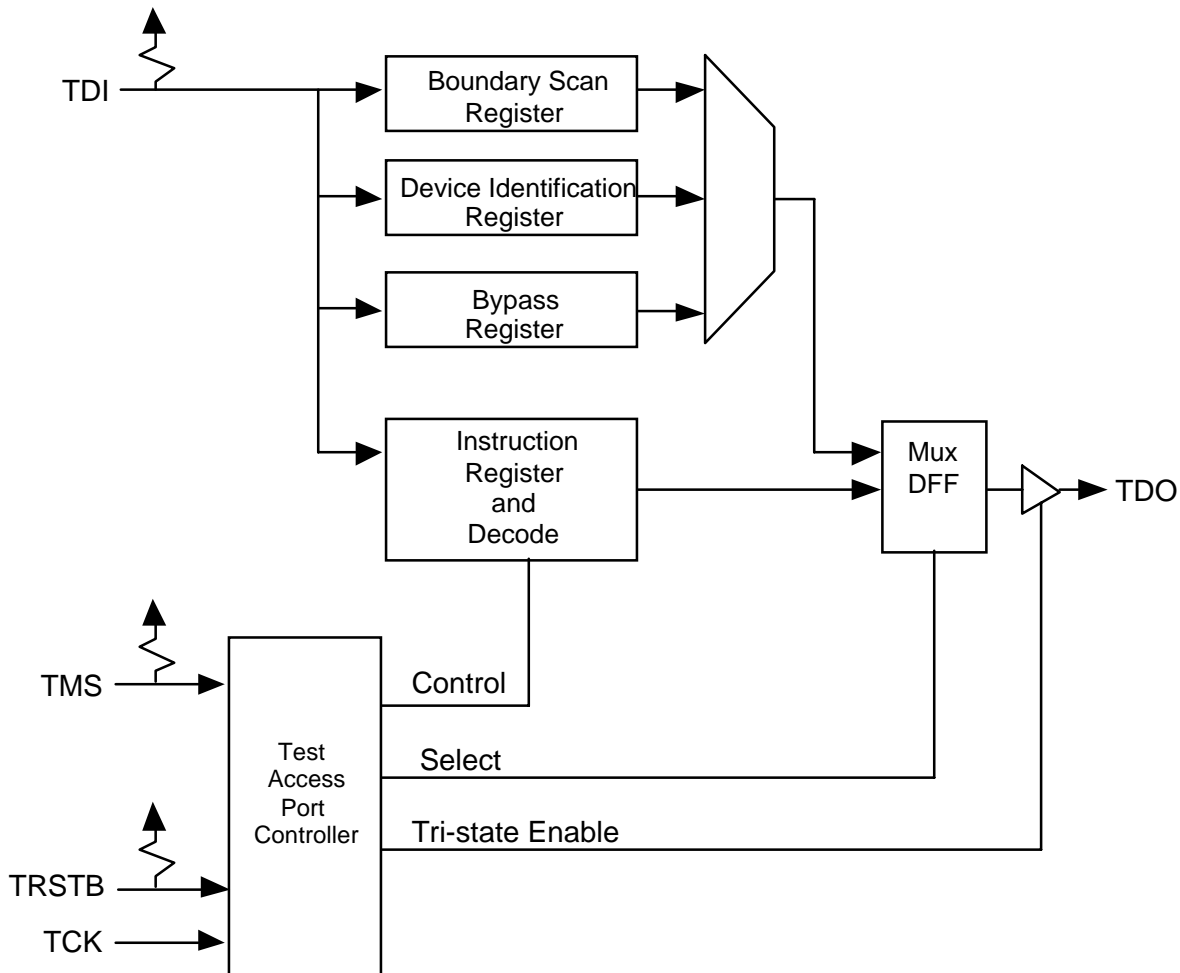 TDI
Boundary Scan
Register
Device Identification
Register
Bypass
Register
Instruction
Register
and
Decode
Mux
DFF
TDO
TMS
Control
Test
Access
Port
Controller
Select
Tri-state Enable
TRSTB
TCK